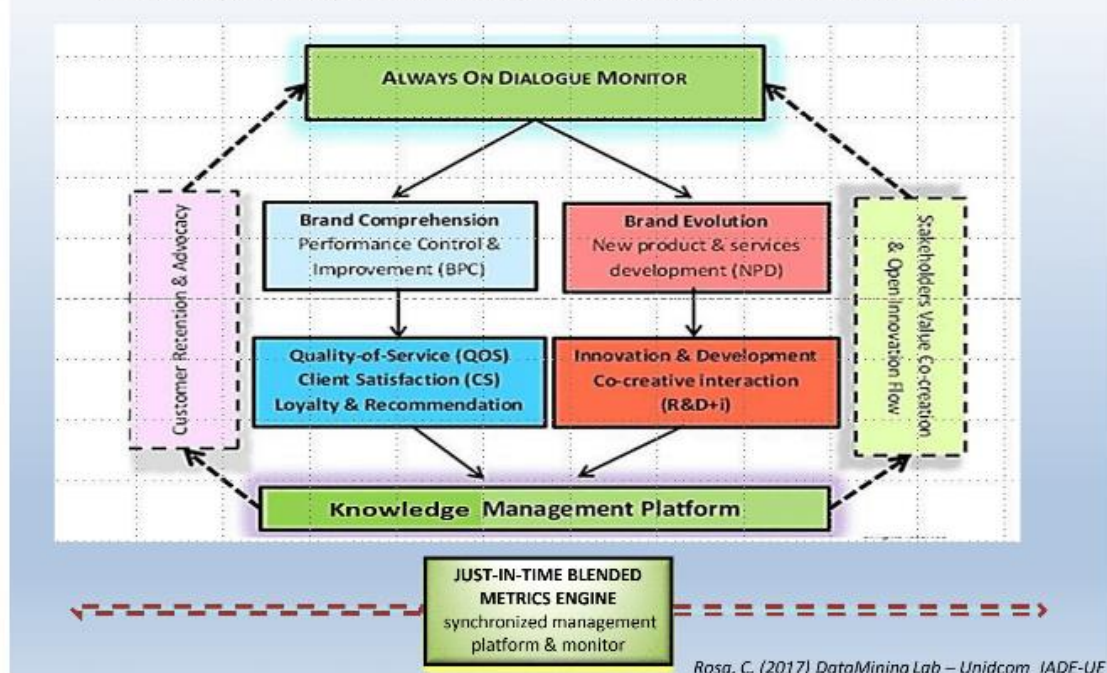 ALWAYS ON DIALOGUE MONITOR
Brand Comprehension
Performance Control &
Improvement (BPC)
Brand Evolution
New product & services
development (NPD)
Customer Retention & Advocacy
Stakeholders Value Co-creation
& Open Innovation Flow
Quality-of-Service (QOS)
Client Satisfaction (CS)
Loyalty & Recommendation
Innovation & Development
Co-creative interaction
(R&D+i)
Knowledge Management Platform
JUST-IN-TIME BLENDED
METRICS ENGINE
synchronized management
platform & monitor
Rosa, C. (2017) DataMining Lab – Unidcom IADE-UE